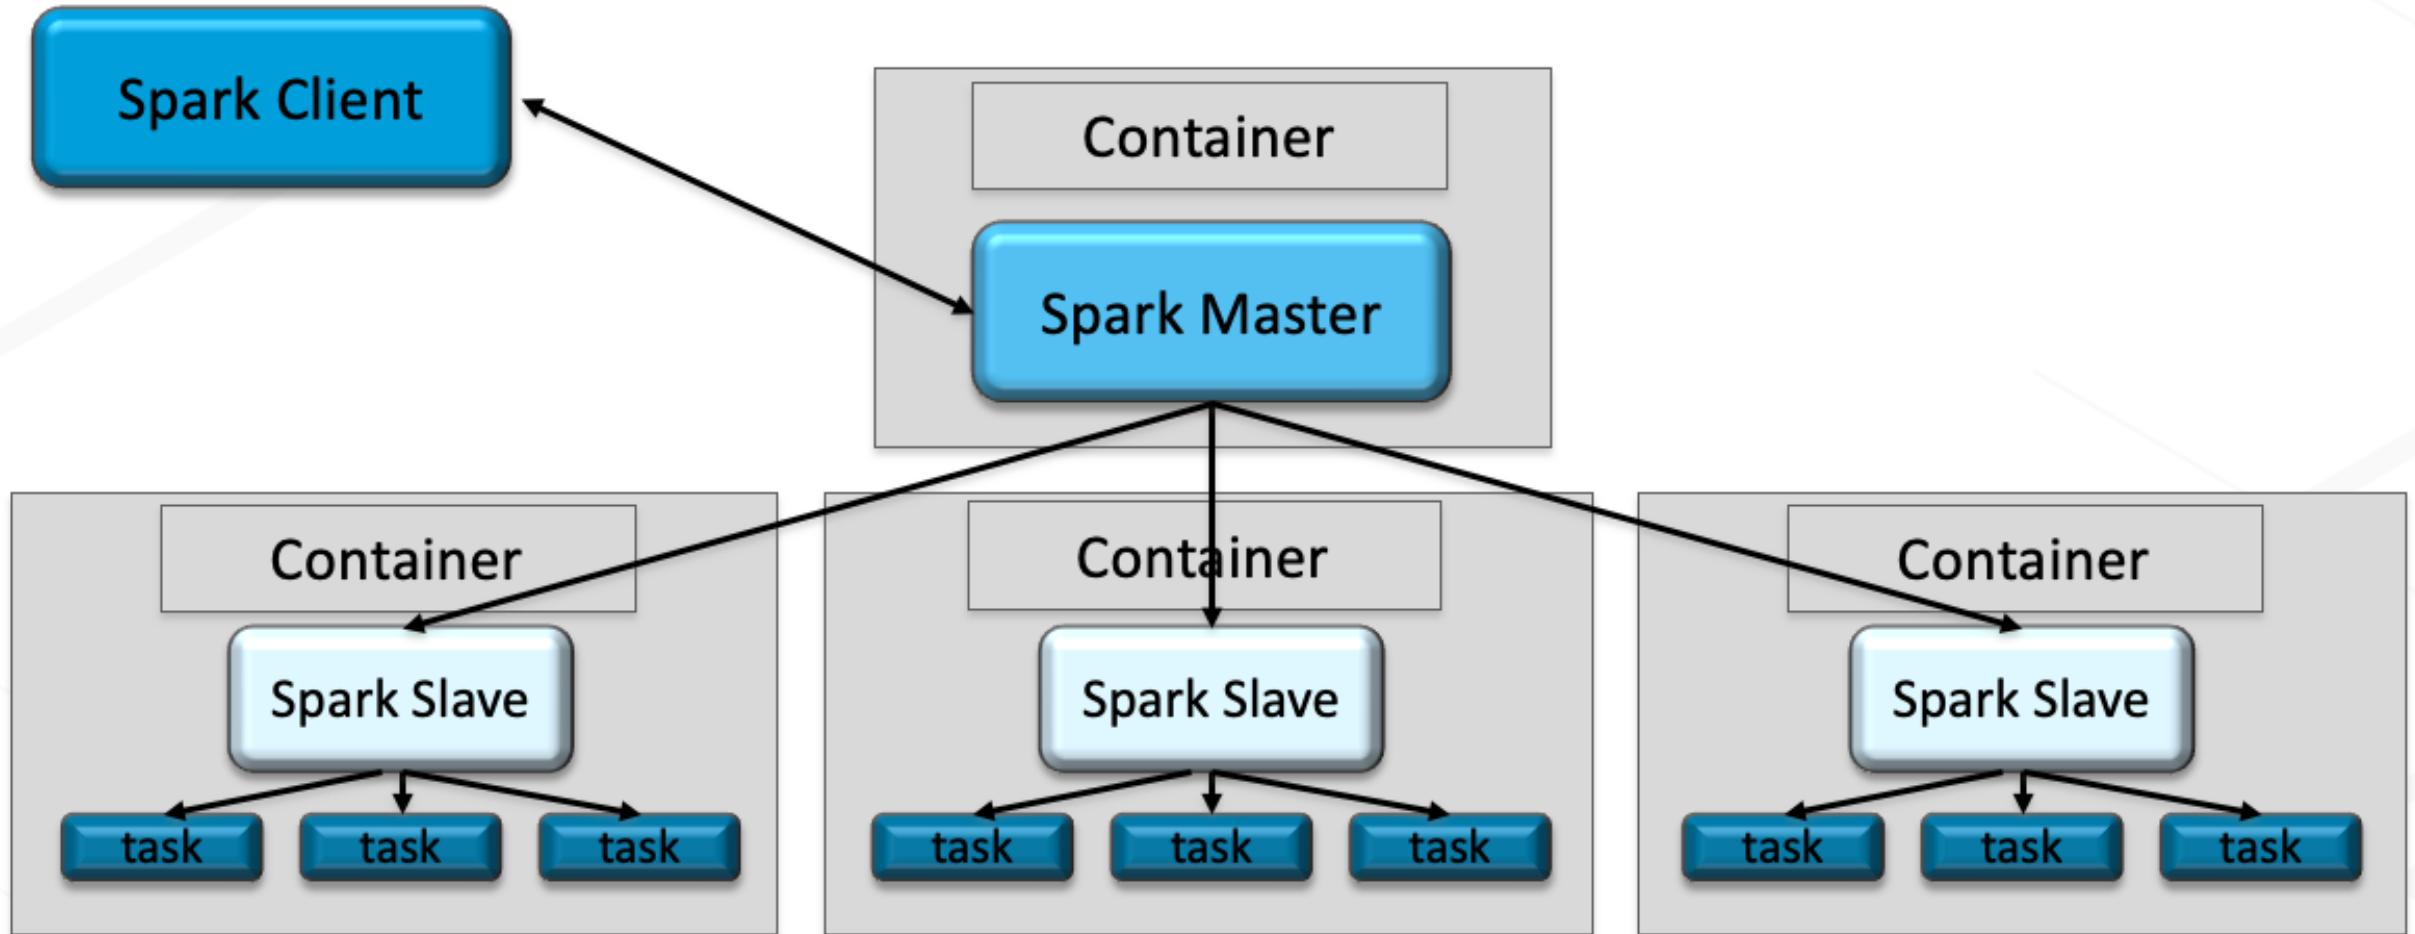 Spark Client
Container
Spark Master
Container
Container
Container
Spark Slave
Spark Slave
Spark Slave
task
task
task
task
task
task
task
task
task